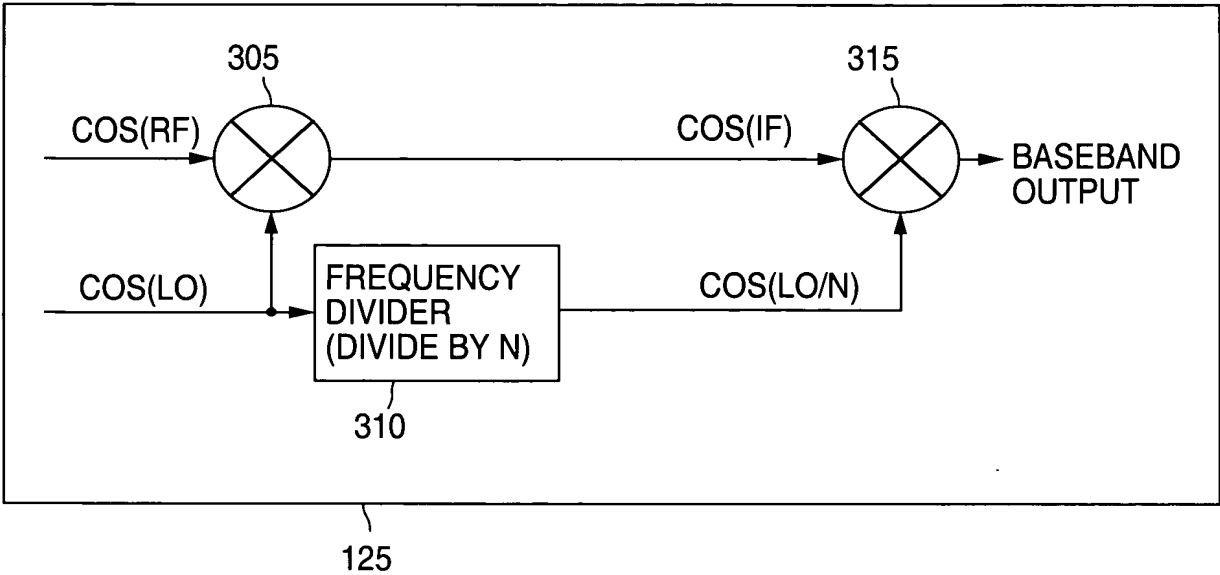 305
315
COS(RF)
COS(IF)
BASEBAND
OUTPUT
COS(LO)
FREQUENCY
DIVIDER
(DIVIDE BY N)
COS(LO/N)
310
125